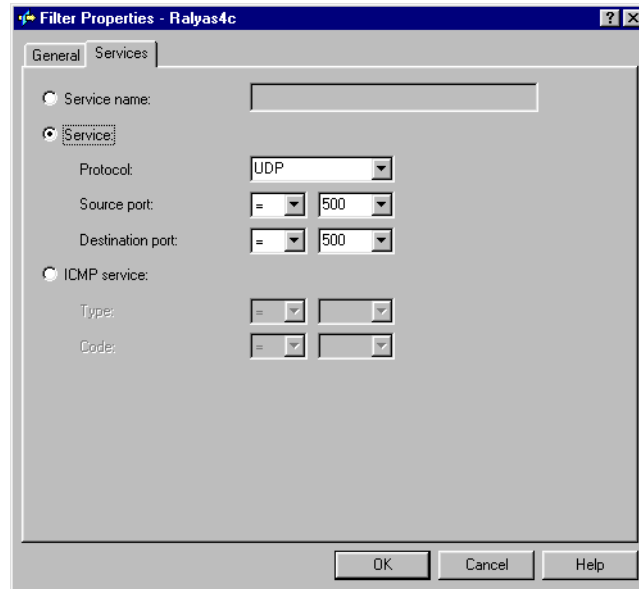 Filter Properties - Ralyas4c
General Services
Service name:
Service:
Protocol: UDP
Source port: = 500
Destination port: = 500
ICMP service:
Type: =
Code: =
OK Cancel Help